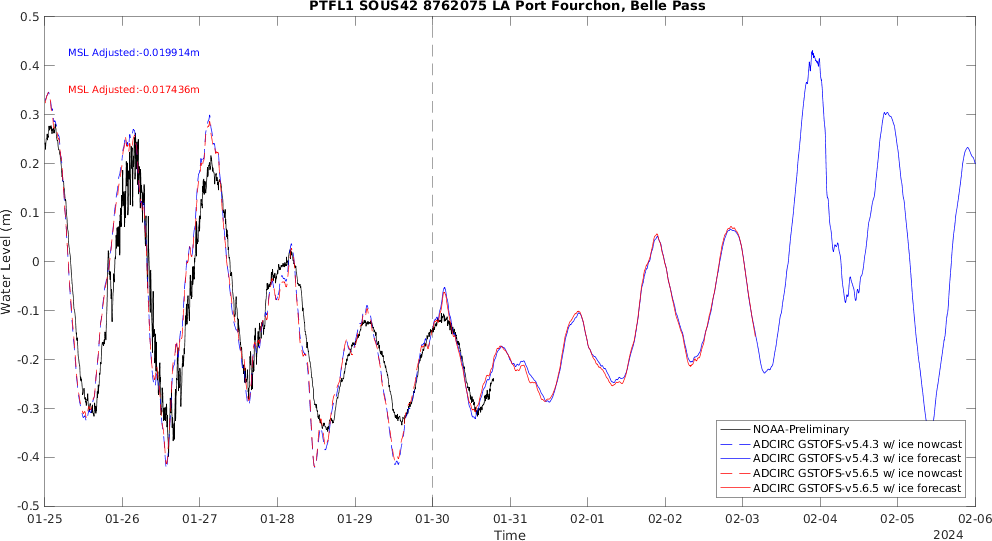 PTFL1 SOUS42 8762075 LA Port Fourchon, Belle Pass
MSL Adjusted:-0.019914m
MSL Adjusted:-0.017436m
0.5
0.4
0.3
0.2
0.1
0
-0.1
-0.2
-0.3
-0.4
-0.5
Water Level (m)
NOAA-Preliminary
ADCIRC GSTOFS-v5.4.3 w/ ice nowcast
ADCIRC GSTOFS-v5.4.3 w/ ice forecast
ADCIRC GSTOFS-v5.6.5 w/ ice nowcast
ADCIRC GSTOFS-v5.6.5 w/ ice forecast
01-25 01-26 01-27 01-28 01-29 01-30 01-31 02-01 02-02 02-03 02-04 02-05 02-06
Time
2024